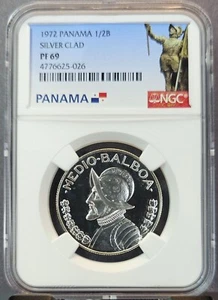 1972 PANAMA 1/2B
SILVER CLAD
PF 69
4776625-026
PANAMA
NGC
MEDIO-BALBOA